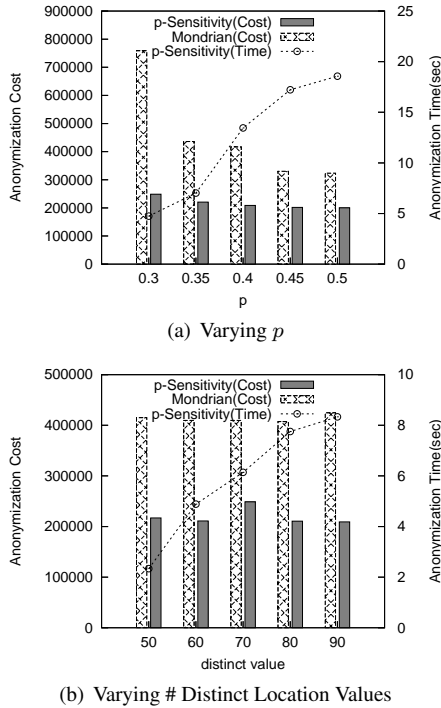 p-Sensitivity(Cost)
Mondrian(Cost)
p-Sensitivity(Time)
Anonymization Cost
900000
800000
700000
600000
500000
400000
300000
200000
100000
0
25
20
15
10
5
0
Anonymization Time(sec)
0.3 0.35 0.4 0.45 0.5
p
(a) Varying p
p-Sensitivity(Cost)
Mondrian(Cost)
p-Sensitivity(Time)
Anonymization Cost
500000
400000
300000
200000
100000
0
10
8
6
4
2
0
Anonymization Time(sec)
50 60 70 80 90
distinct value
(b) Varying # Distinct Location Values